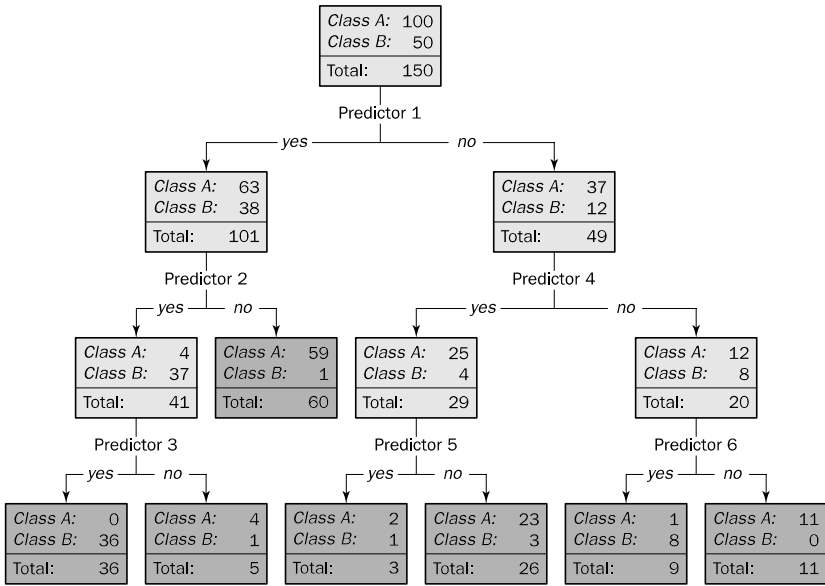 Class A: 100
Class B: 50
Total: 150
Predictor 1
yes no
Class A: 63
Class B: 38
Total: 101
Class A: 37
Class B: 12
Total: 49
Predictor 2
yes no
Predictor 4
yes no
Class A: 4
Class B: 37
Total: 41
Class A: 59
Class B: 1
Total: 60
Class A: 25
Class B: 4
Total: 29
Class A: 12
Class B: 8
Total: 20
Predictor 3
yes no
Predictor 5
yes no
Predictor 6
yes no
Class A: 0
Class B: 36
Total: 36
Class A: 4
Class B: 1
Total: 5
Class A: 2
Class B: 1
Total: 3
Class A: 23
Class B: 3
Total: 26
Class A: 1
Class B: 8
Total: 9
Class A: 11
Class B: 0
Total: 11